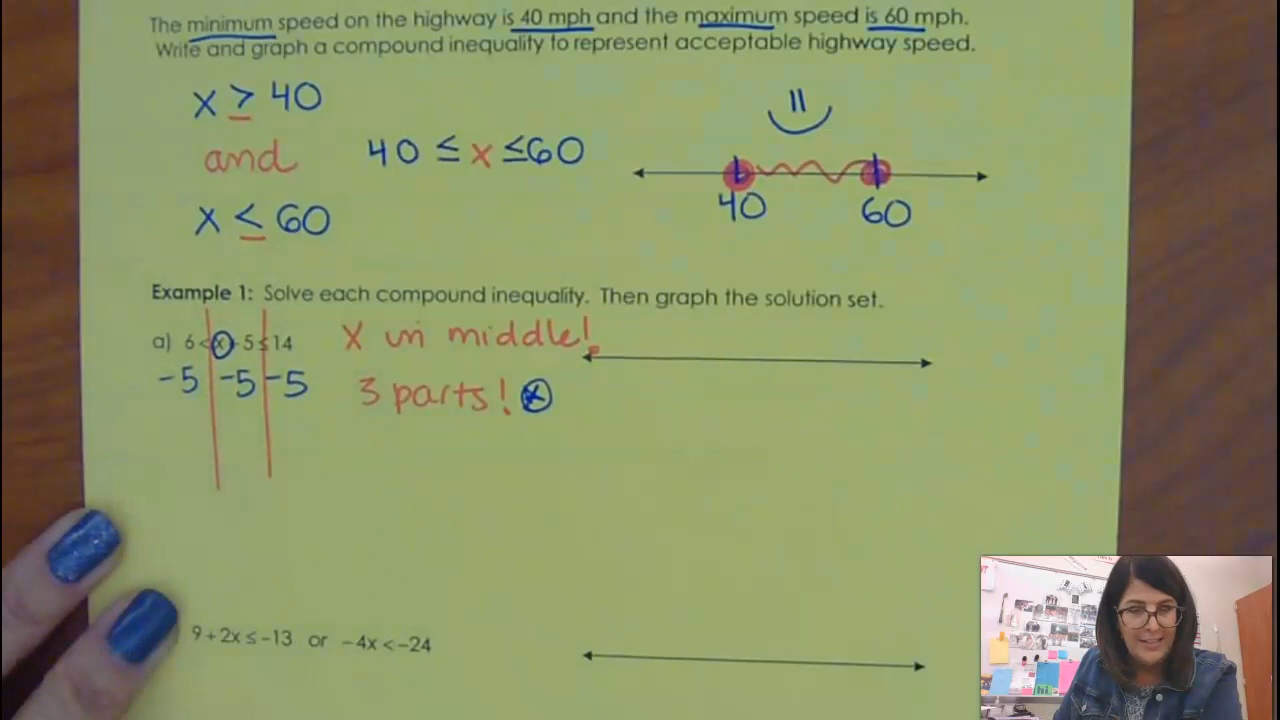 The minimum speed on the highway is 40 mph and the maximum speed is 60 mph.
Write and graph a compound inequality to represent acceptable highway speed.
x ≥ 40
and
x ≤ 60
40 ≤ x ≤ 60
40 60
Example 1: Solve each compound inequality. Then graph the solution set.
a) 6 < x + 5 ≤ 14
-5 -5 -5
X in middle!
3 parts!
9 + 2x ≤ -13 or -4x < -24
hi